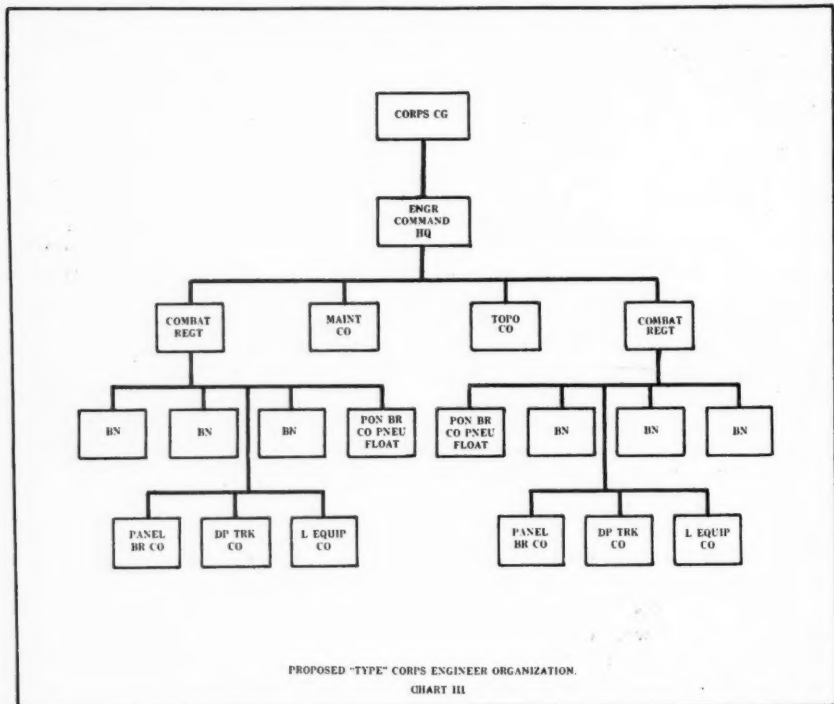 CORPS CG
ENGR
COMMAND
HQ
COMBAT
REGT
MAINT
CO
TOPO
CO
COMBAT
REGT
BN
BN
BN
PON BR
CO PNEU
FLOAT
PON BR
CO PNEU
FLOAT
BN
BN
BN
PANEL
BR CO
DP TRK
CO
L EQUIP
CO
PANEL
BR CO
DP TRK
CO
L EQUIP
CO
PROPOSED "TYPE" CORPS ENGINEER ORGANIZATION.
CHART III